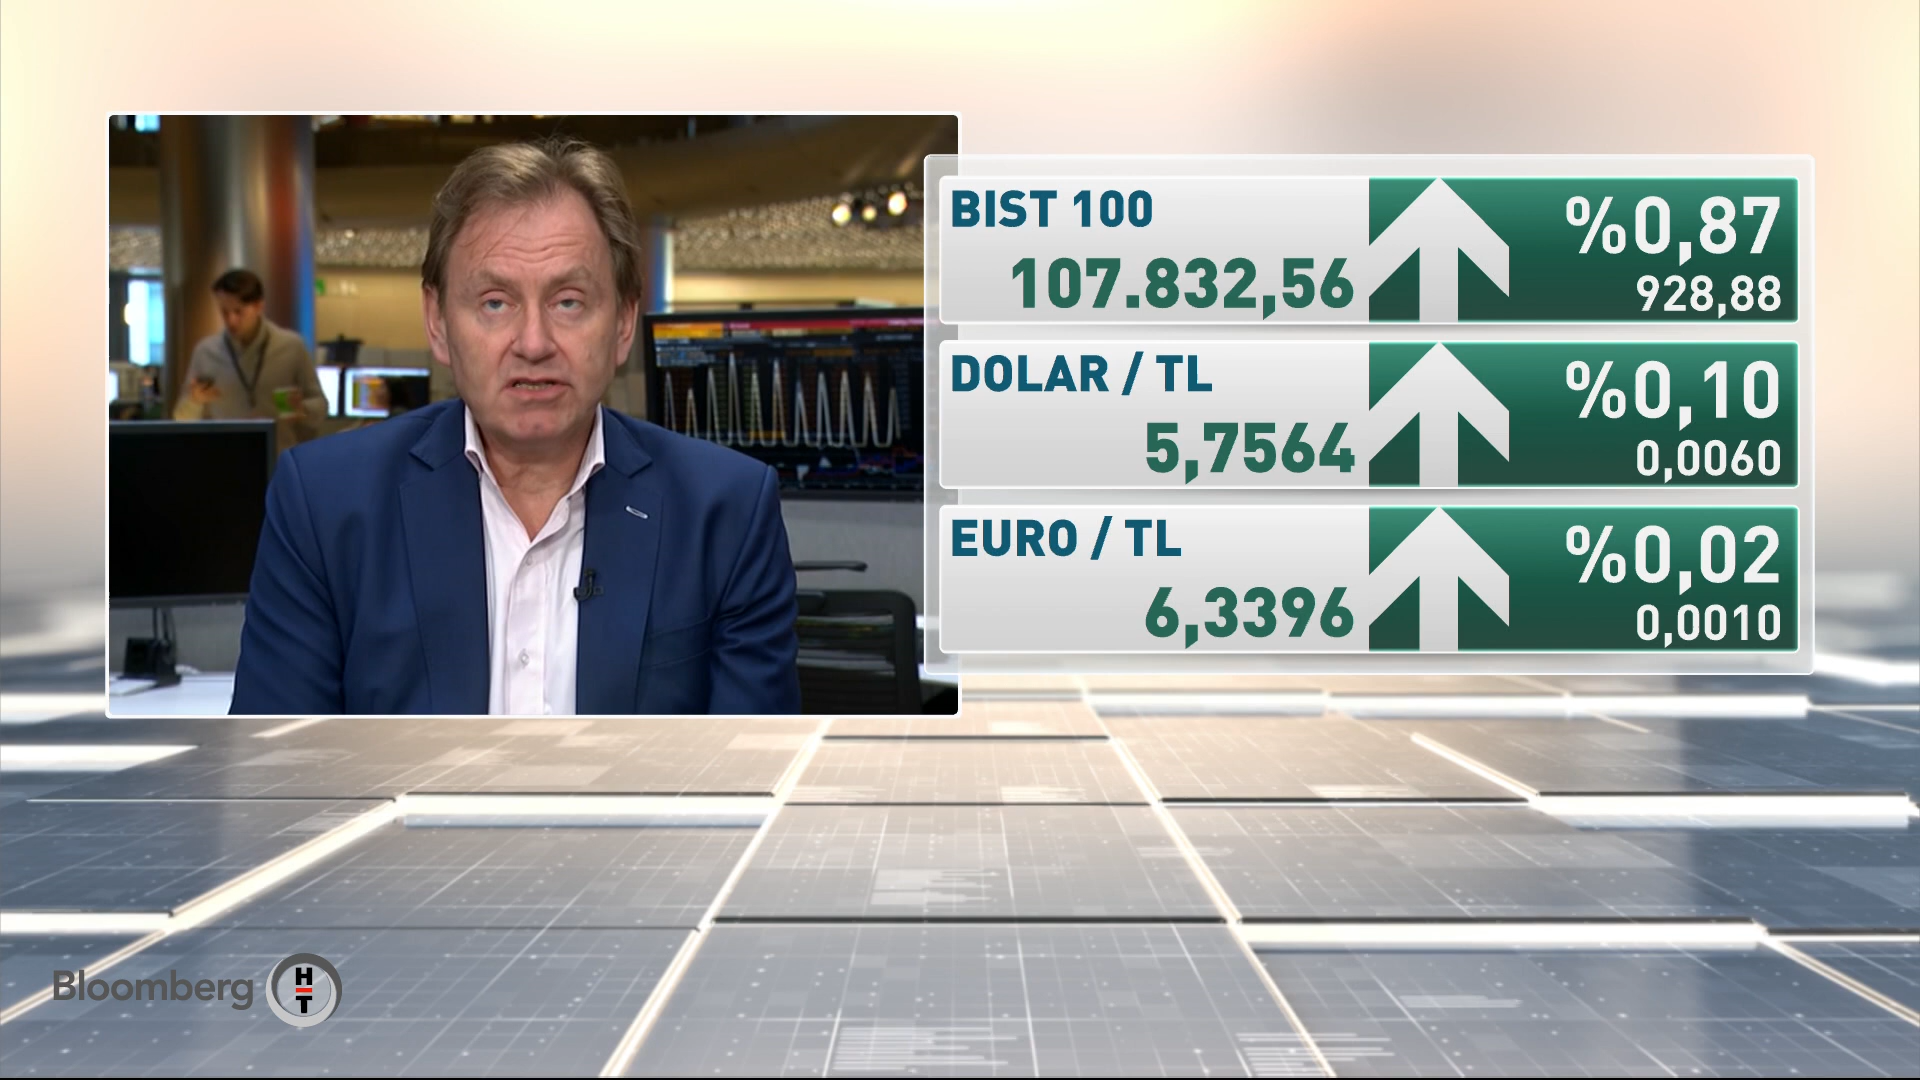 BIST 100
107.832,56
%0,87
928,88
DOLAR / TL
5,7564
%0,10
0,0060
EURO / TL
6,3396
%0,02
0,0010
Bloomberg HT